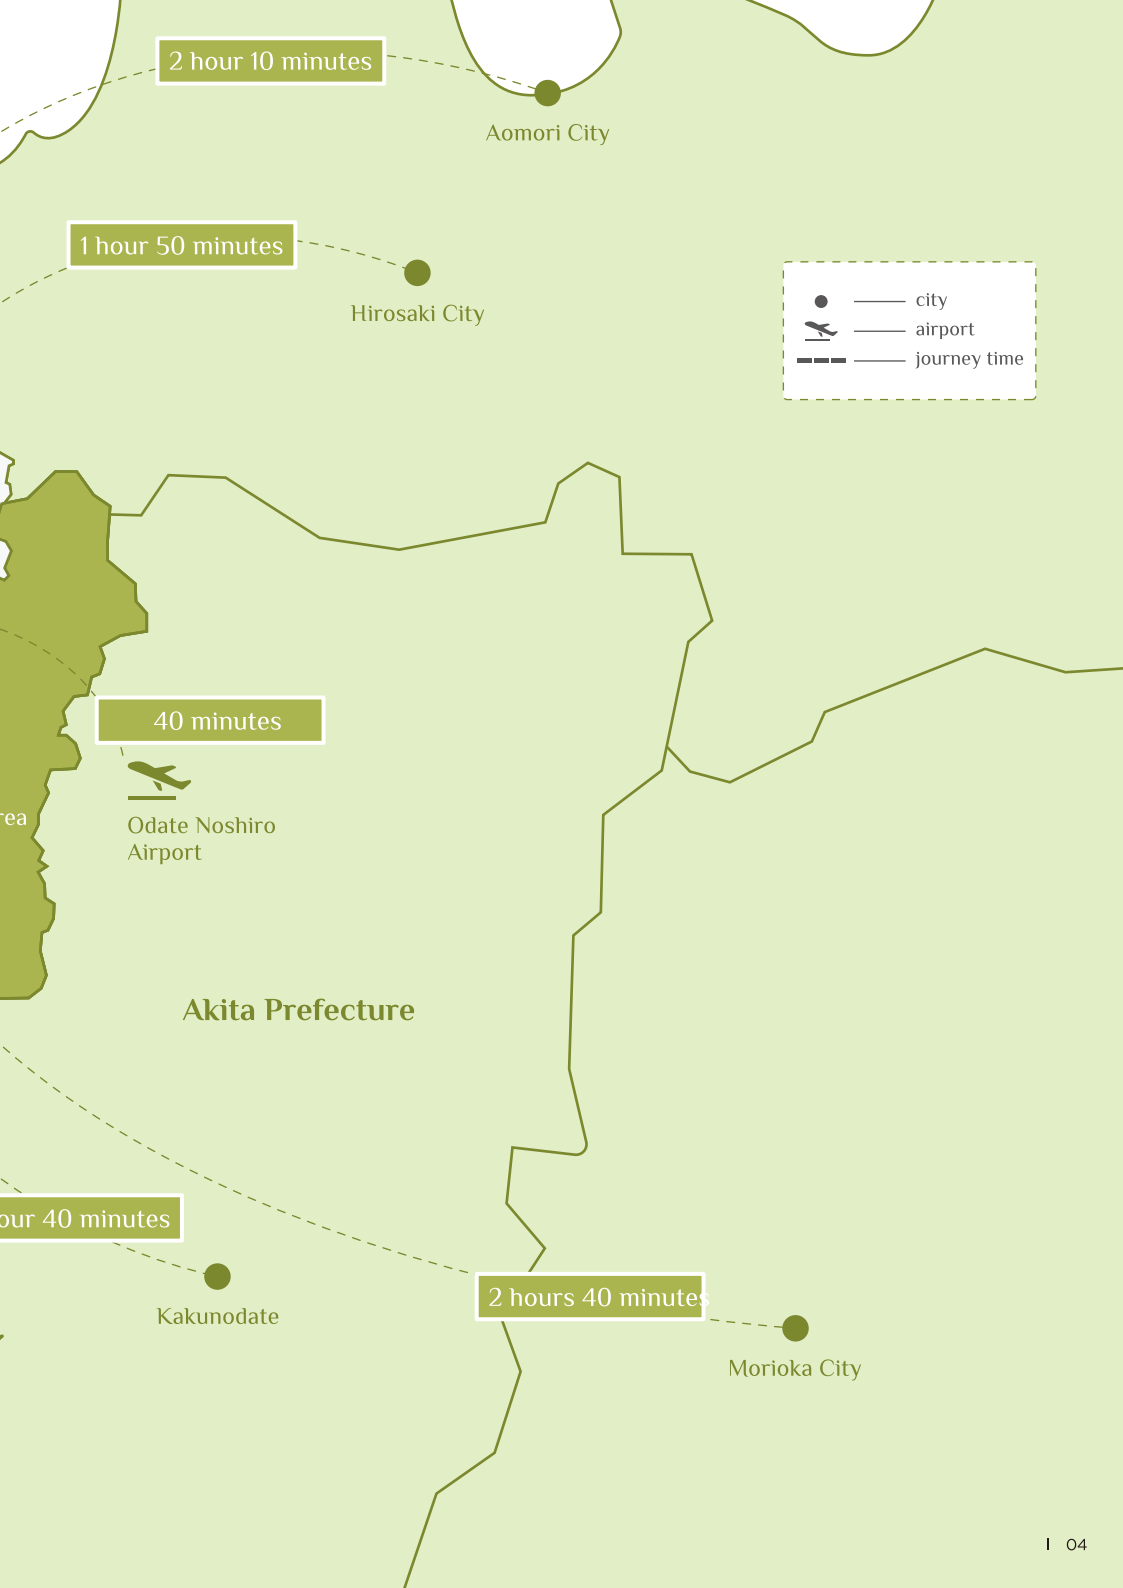 2 hour 10 minutes
Aomori City
1 hour 50 minutes
Hirosaki City
city
airport
journey time
40 minutes
rea
Odate Noshiro
Airport
Akita Prefecture
our 40 minutes
Kakunodate
2 hours 40 minutes
Morioka City
04